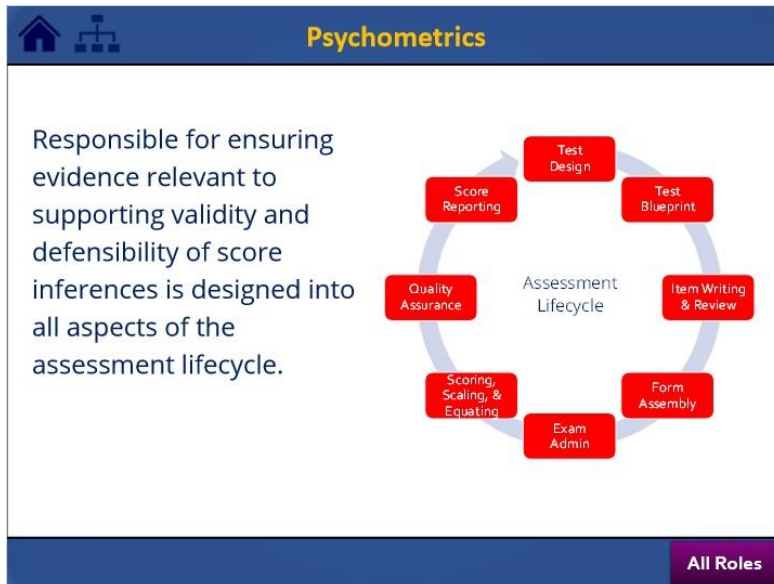 Psychometrics
Responsible for ensuring
evidence relevant to
supporting validity and
defensibility of score
inferences is designed into
all aspects of the
assessment lifecycle.
Test
Design
Test
Blueprint
Item Writing
& Review
Form
Assembly
Exam
Admin
Scoring,
Scaling, &
Equating
Quality
Assurance
Score
Reporting
Assessment
Lifecycle
All Roles